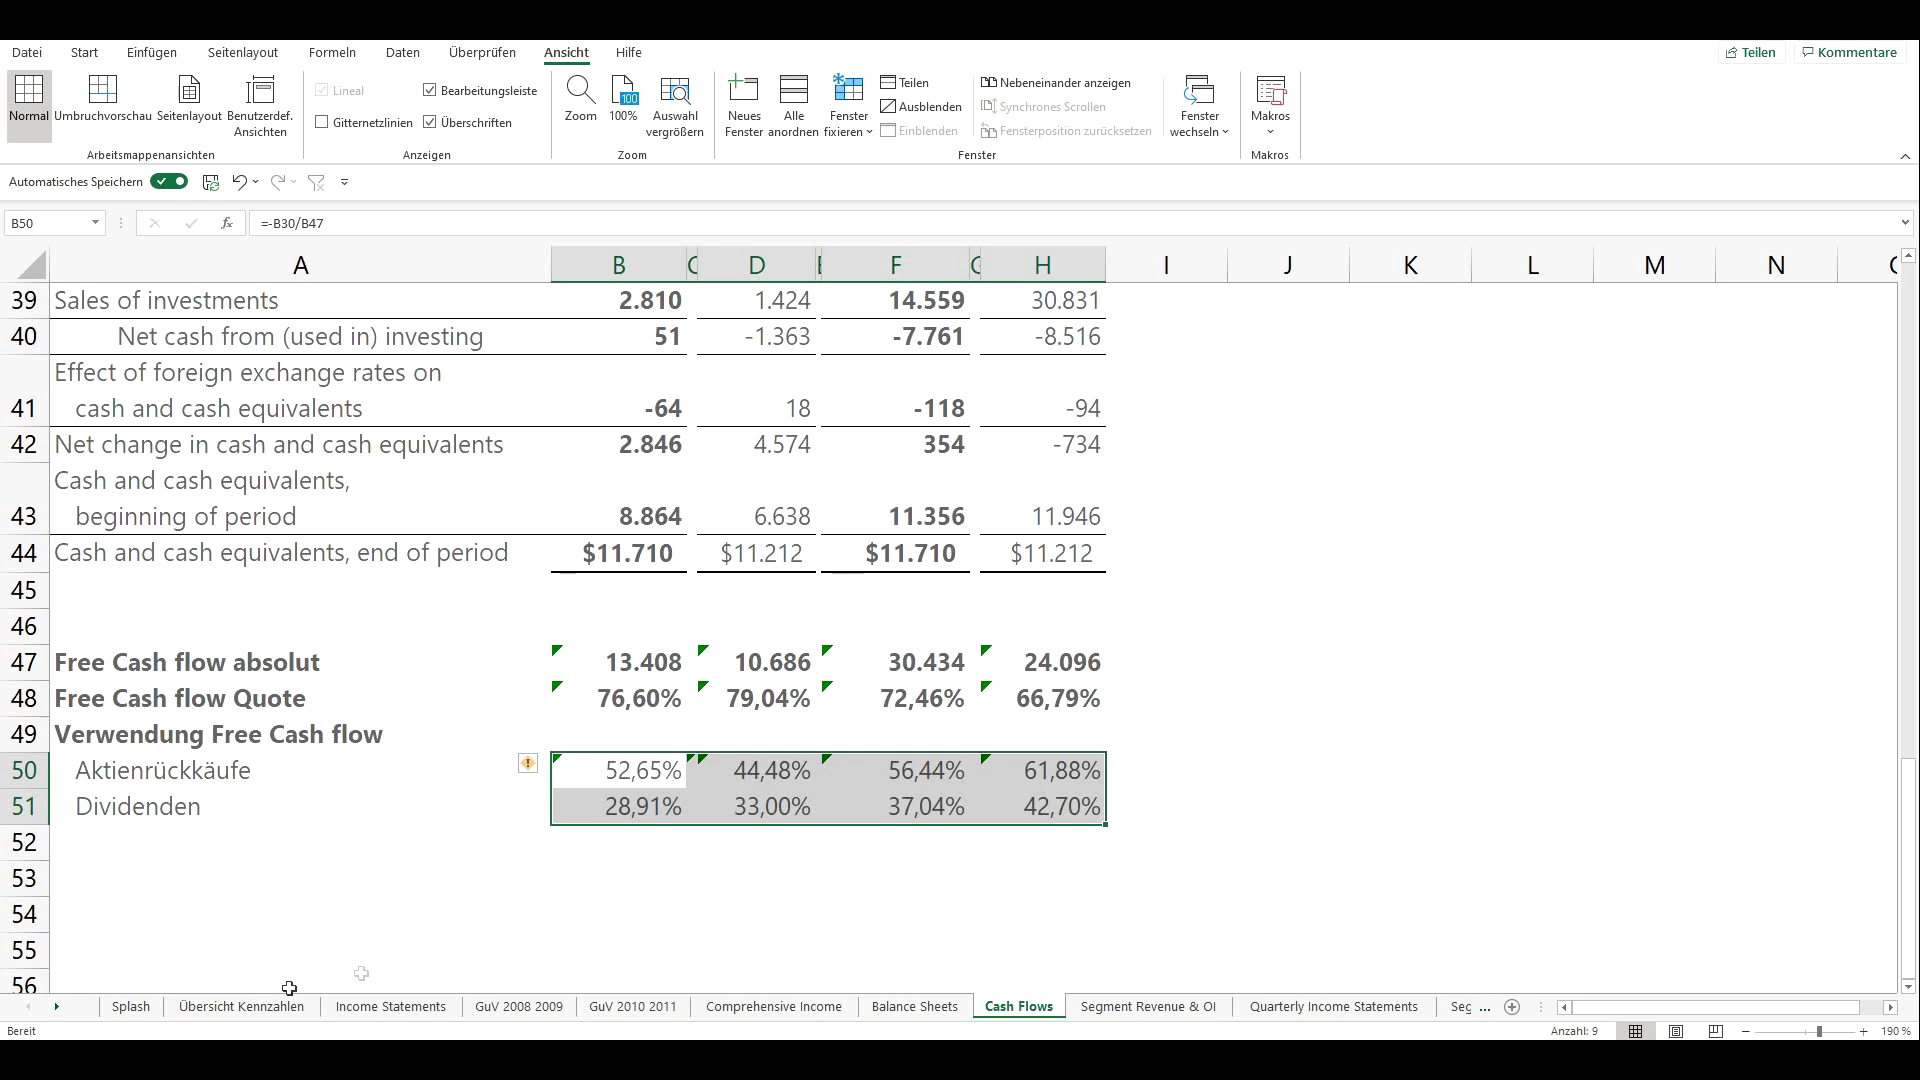 Datei Start Einfügen Seitenlayout Formeln Daten Überprüfen Ansicht Hilfe Teilen Kommentare
Normal Umbruchvorschau Seitenlayout Benutzerdef. Ansichten
Arbeitsmappenansichten
Lineal Bearbeitungsleiste
Gitternetzlinien Überschriften
Anzeigen
Zoom 100% Auswahl vergrößern
100
Zoom
Neues Fenster Alle anordnen Fenster fixieren
Teilen
Ausblenden
Einblenden
Nebeneinander anzeigen
Synchrones Scrollen
Fensterposition zurücksetzen
Fenster wechseln
Fenster
Makros
Makros
Automatisches Speichern
B50 fx =-B30/B47
A B C D E F G H I J K L M N
39 Sales of investments 2.810 1.424 14.559 30.831
40 Net cash from (used in) investing 51 -1.363 -7.761 -8.516
Effect of foreign exchange rates on
41 cash and cash equivalents -64 18 -118 -94
42 Net change in cash and cash equivalents 2.846 4.574 354 -734
Cash and cash equivalents,
43 beginning of period 8.864 6.638 11.356 11.946
44 Cash and cash equivalents, end of period $11.710 $11.212 $11.710 $11.212
45
46
47 Free Cash flow absolut 13.408 10.686 30.434 24.096
48 Free Cash flow Quote 76,60% 79,04% 72,46% 66,79%
49 Verwendung Free Cash flow
50 Aktienrückkäufe 52,65% 44,48% 56,44% 61,88%
51 Dividenden 28,91% 33,00% 37,04% 42,70%
52
53
54
55
56
Splash Übersicht Kennzahlen Income Statements GuV 2008 2009 GuV 2010 2011 Comprehensive Income Balance Sheets Cash Flows Segment Revenue & OI Quarterly Income Statements Seg ...
Bereit Anzahl: 9 190 %